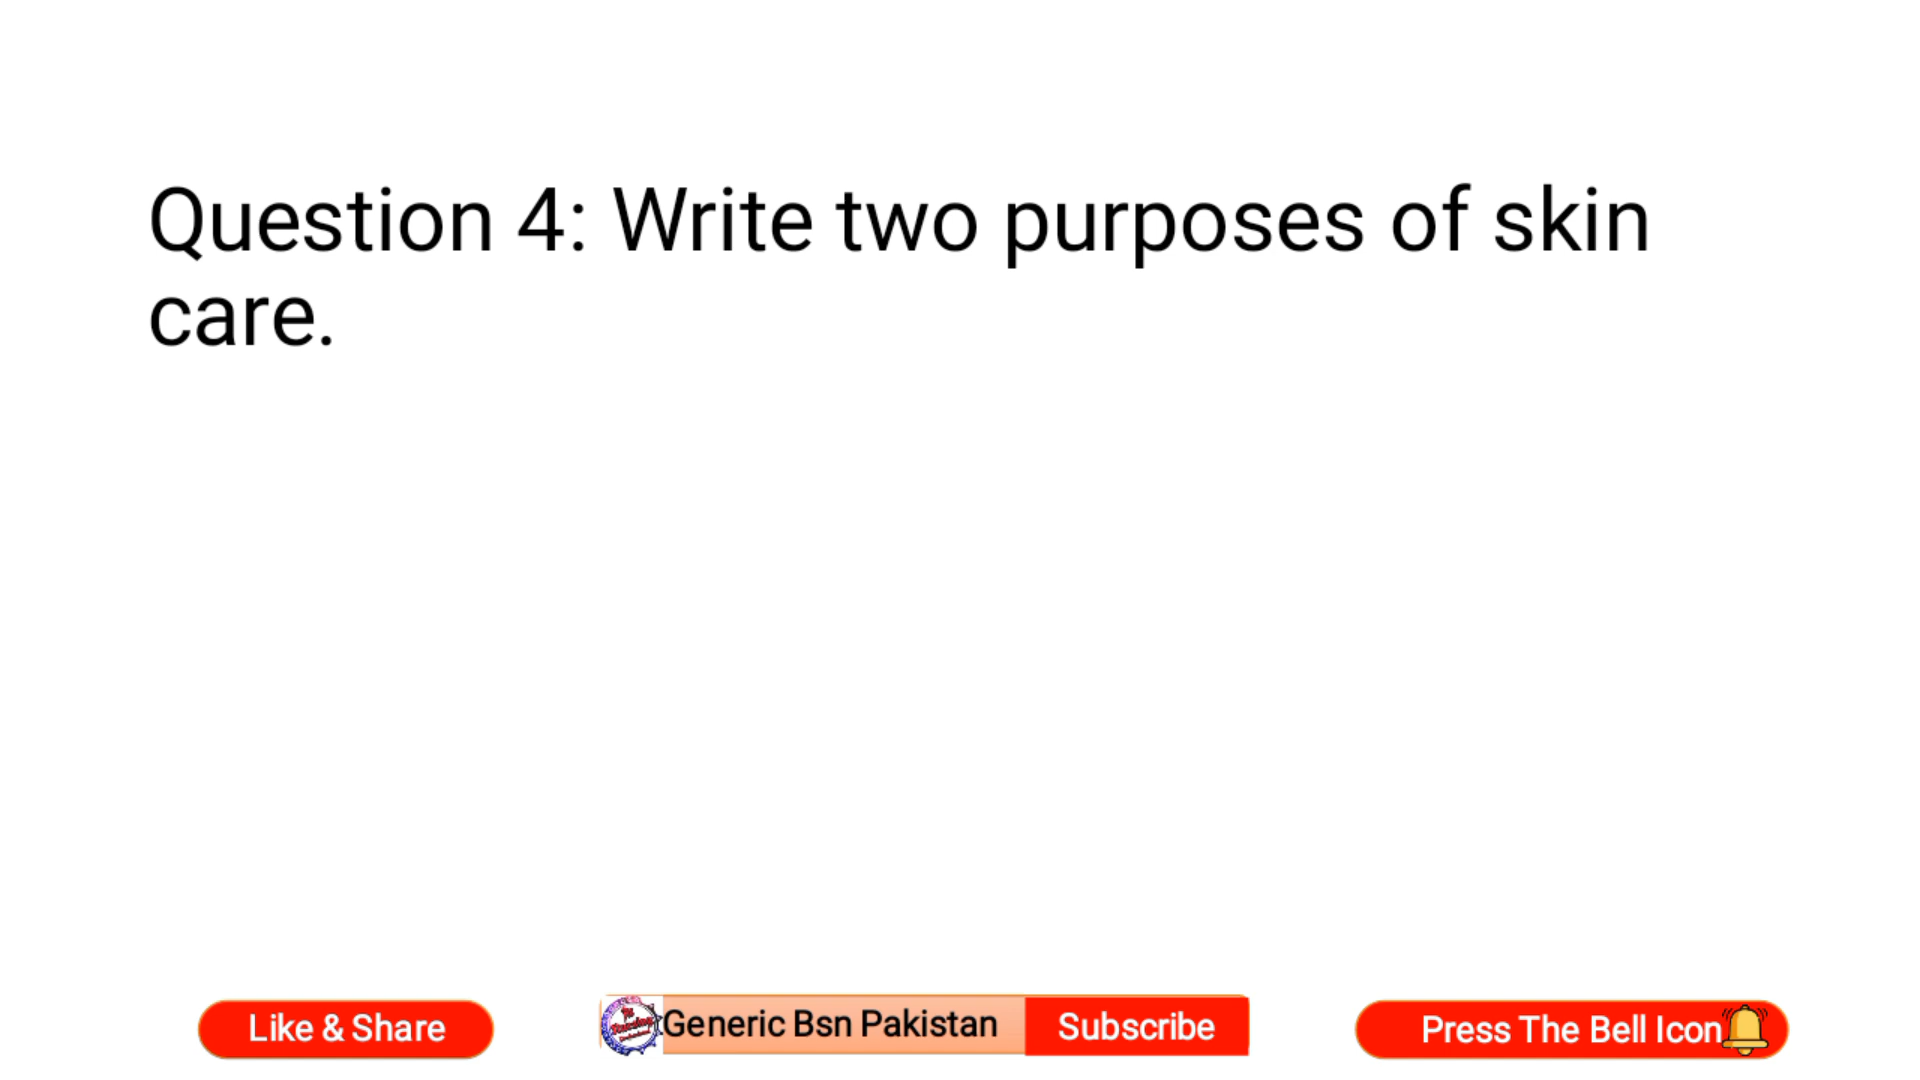 Question 4: Write two purposes of skin
care.
Like & Share
Generic Bsn Pakistan
Subscribe
Press The Bell Icon